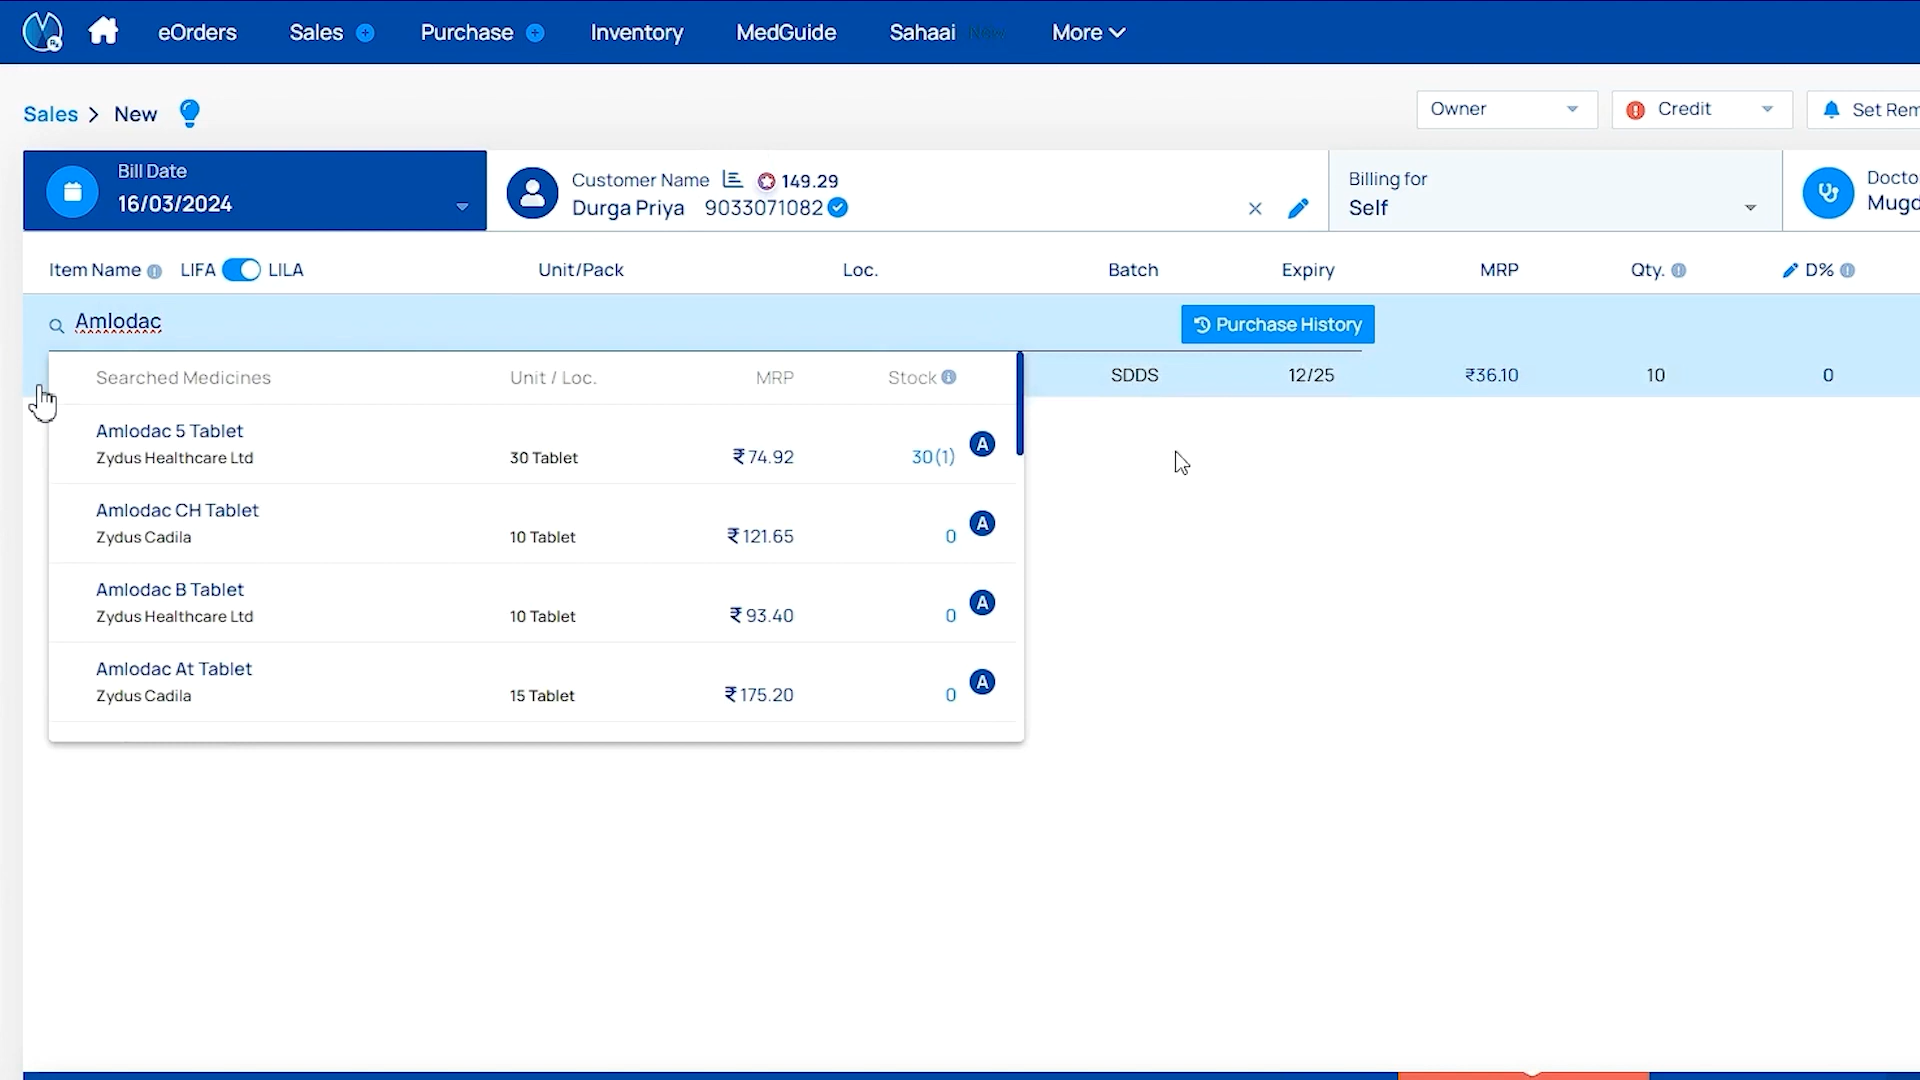 eOrders Sales Purchase Inventory MedGuide Sahaai New More
Sales > New
Owner Credit Set Rem
Bill Date
16/03/2024
Customer Name 149.29
Durga Priya 9033071082
Billing for
Self
Docto
Mugd
Item Name LIFA LILA Unit/Pack Loc. Batch Expiry MRP Qty. D%
Amlodac
Purchase History
SDDS 12/25 ₹36.10 10 0
Searched Medicines Unit / Loc. MRP Stock
Amlodac 5 Tablet
Zydus Healthcare Ltd 30 Tablet ₹74.92 30(1) A
Amlodac CH Tablet
Zydus Cadila 10 Tablet ₹121.65 0 A
Amlodac B Tablet
Zydus Healthcare Ltd 10 Tablet ₹93.40 0 A
Amlodac At Tablet
Zydus Cadila 15 Tablet ₹175.20 0 A